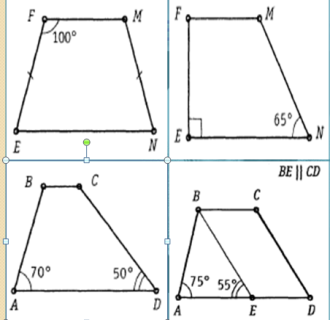 F M
100°
E N
F M
65°
E N
B C
70° 50°
A D
BE || CD
B C
75° 55°
A E D